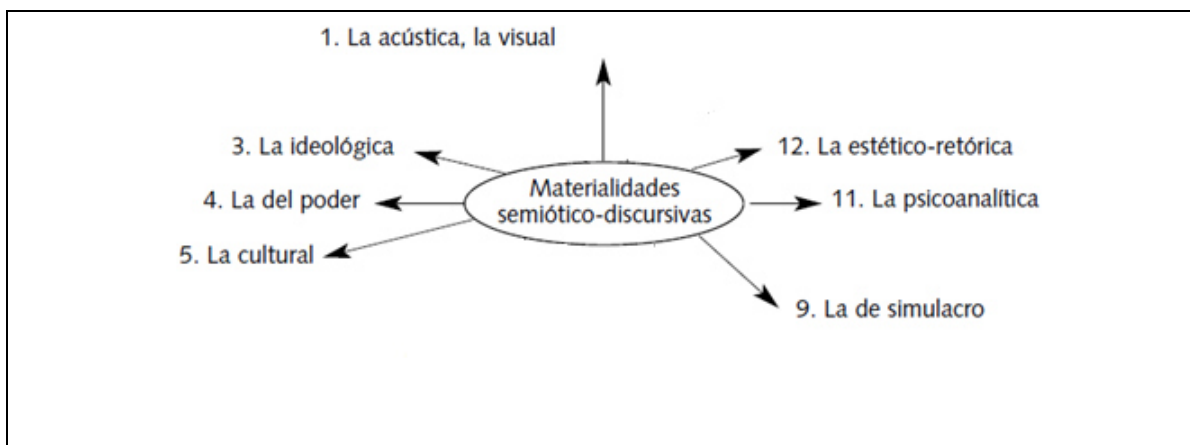 1. La acústica, la visual
3. La ideológica
12. La estético-retórica
4. La del poder
Materialidades
semiótico-discursivas
11. La psicoanalítica
5. La cultural
9. La de simulacro